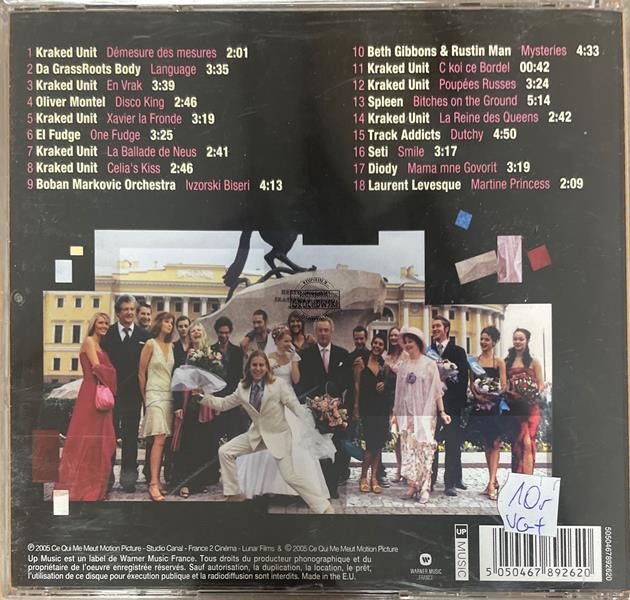 1 Kraked Unit Démesure des mesures 2:01
2 Da GrassRoots Body Language 3:35
3 Kraked Unit En Vrak 3:39
4 Oliver Montel Disco King 2:46
5 Kraked Unit Xavier la Fronde 3:19
6 El Fudge One Fudge 3:25
7 Kraked Unit La Ballade de Neus 2:41
8 Kraked Unit Celia's Kiss 2:46
9 Boban Markovic Orchestra Ivzorski Biseri 4:13
10 Beth Gibbons & Rustin Man Mysteries 4:33
11 Kraked Unit C koi ce Bordel 00:42
12 Kraked Unit Poupées Russes 3:24
13 Spleen Bitches on the Ground 5:14
14 Kraked Unit La Reine des Queens 2:42
15 Track Addicts Dutchy 4:50
16 Seti Smile 3:17
17 Diody Mama mne Govorit 3:19
18 Laurent Levesque Martine Princess 2:09
10,-
VG+
℗ 2005 Ce Qui Me Meut Motion Picture - Studio Canal - France 2 Cinéma - Lunar Films & © 2005 Ce Qui Me Meut Motion Picture.
Up Music est un label de Warner Music France. Tous droits du producteur phonographique et du
propriétaire de l'oeuvre enregistrée réservés. Sauf autorisation, la duplication, la location, le prêt,
l'utilisation de ce disque pour exécution publique et la radiodiffusion sont interdits. Made in the E.U.
WARNER MUSIC
FRANCE
UP MUSIC
5 050467 892620
5050467892620